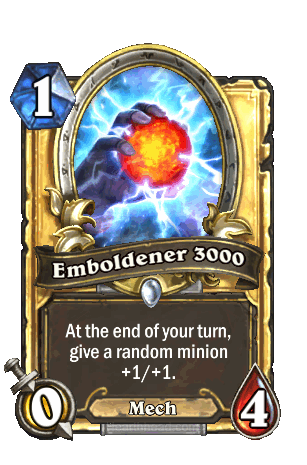 1
Emboldener 3000
At the end of your turn,
give a random minion
+1/+1.
0
Mech
4